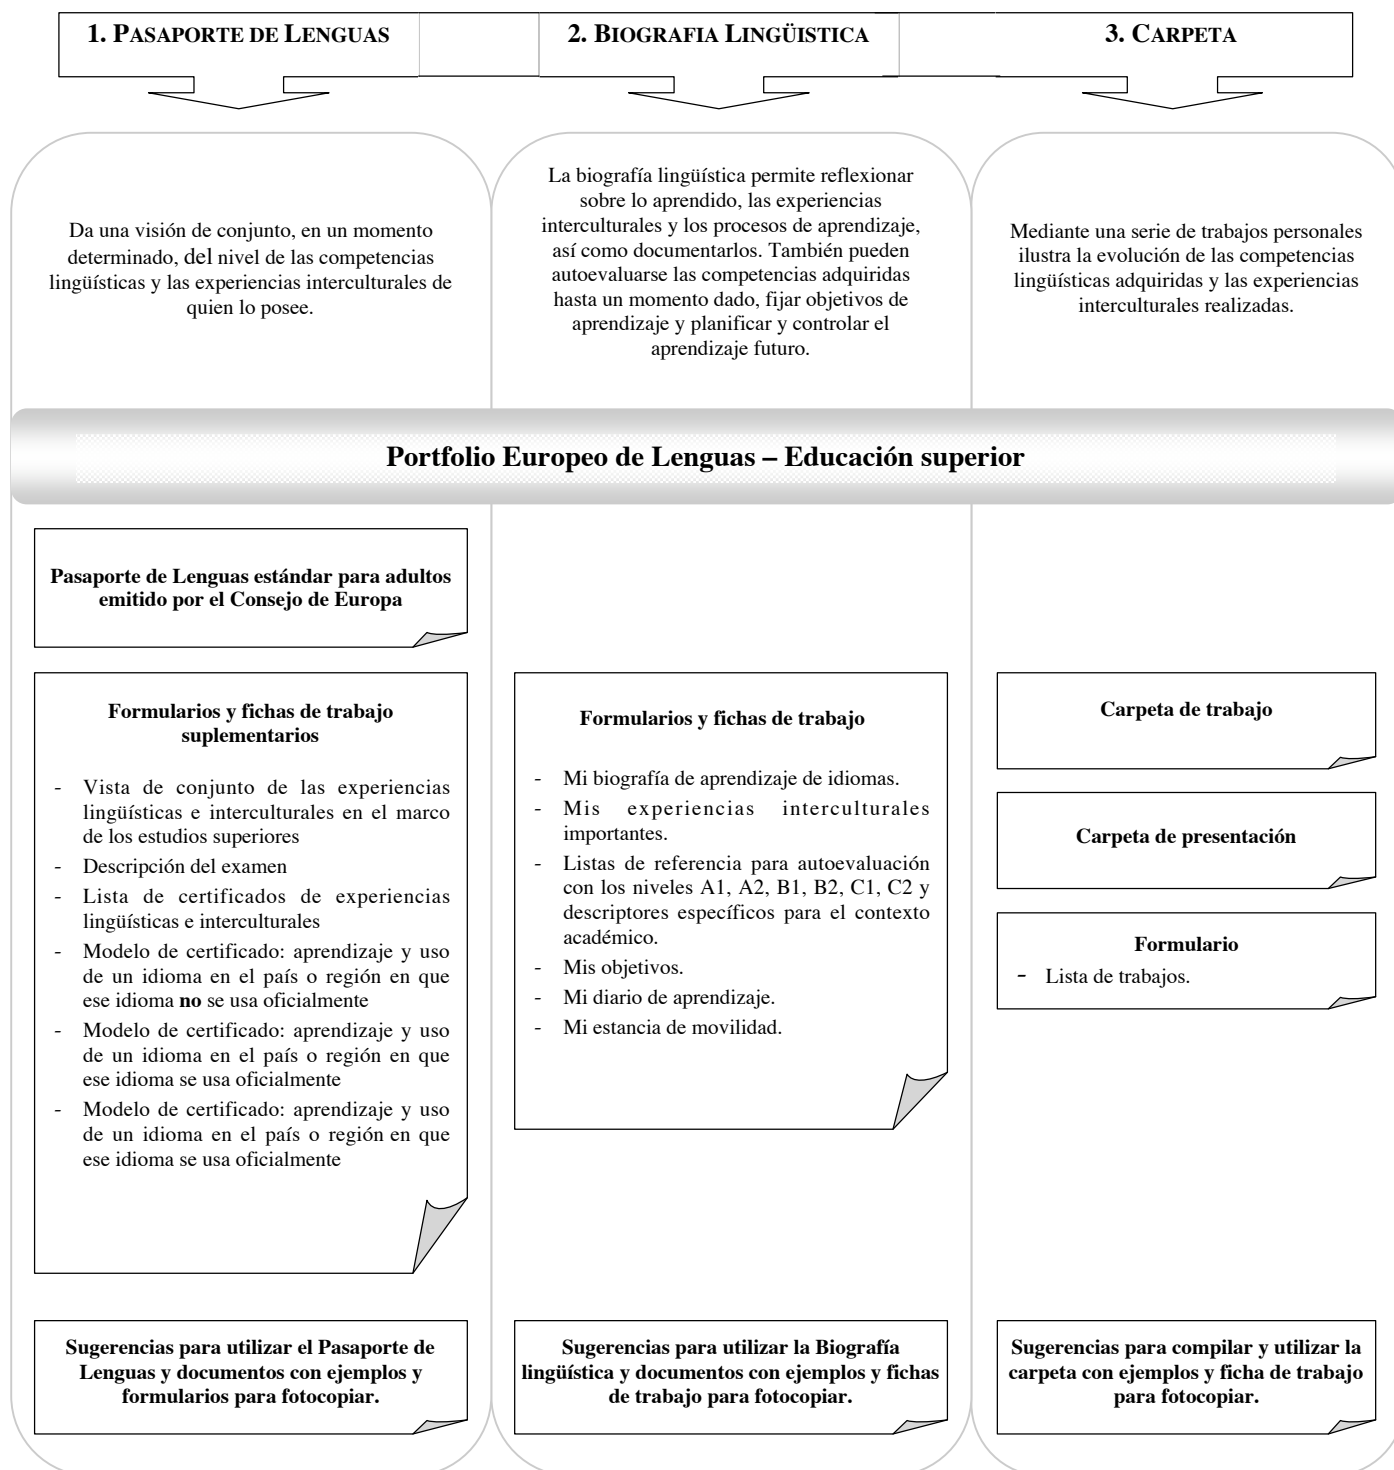 1. PASAPORTE DE LENGUAS
2. BIOGRAFIA LINGÜISTICA
3. CARPETA
Da una visión de conjunto, en un momento
determinado, del nivel de las competencias
lingüísticas y las experiencias interculturales de
quien lo posee.
La biografía lingüística permite reflexionar
sobre lo aprendido, las experiencias
interculturales y los procesos de aprendizaje,
así como documentarlos. También pueden
autoevaluarse las competencias adquiridas
hasta un momento dado, fijar objetivos de
aprendizaje y planificar y controlar el
aprendizaje futuro.
Mediante una serie de trabajos personales
ilustra la evolución de las competencias
lingüísticas adquiridas y las experiencias
interculturales realizadas.
Portfolio Europeo de Lenguas – Educación superior
Pasaporte de Lenguas estándar para adultos
emitido por el Consejo de Europa
Formularios y fichas de trabajo
suplementarios
- Vista de conjunto de las experiencias
lingüísticas e interculturales en el marco
de los estudios superiores
- Descripción del examen
- Lista de certificados de experiencias
lingüísticas e interculturales
- Modelo de certificado: aprendizaje y uso
de un idioma en el país o región en que
ese idioma no se usa oficialmente
- Modelo de certificado: aprendizaje y uso
de un idioma en el país o región en que
ese idioma se usa oficialmente
- Modelo de certificado: aprendizaje y uso
de un idioma en el país o región en que
ese idioma se usa oficialmente
Formularios y fichas de trabajo
- Mi biografía de aprendizaje de idiomas.
- Mis experiencias interculturales
importantes.
- Listas de referencia para autoevaluación
con los niveles A1, A2, B1, B2, C1, C2 y
descriptores específicos para el contexto
académico.
- Mis objetivos.
- Mi diario de aprendizaje.
- Mi estancia de movilidad.
Carpeta de trabajo
Carpeta de presentación
Formulario
- Lista de trabajos.
Sugerencias para utilizar el Pasaporte de
Lenguas y documentos con ejemplos y
formularios para fotocopiar.
Sugerencias para utilizar la Biografía
lingüística y documentos con ejemplos y fichas
de trabajo para fotocopiar.
Sugerencias para compilar y utilizar la
carpeta con ejemplos y ficha de trabajo
para fotocopiar.